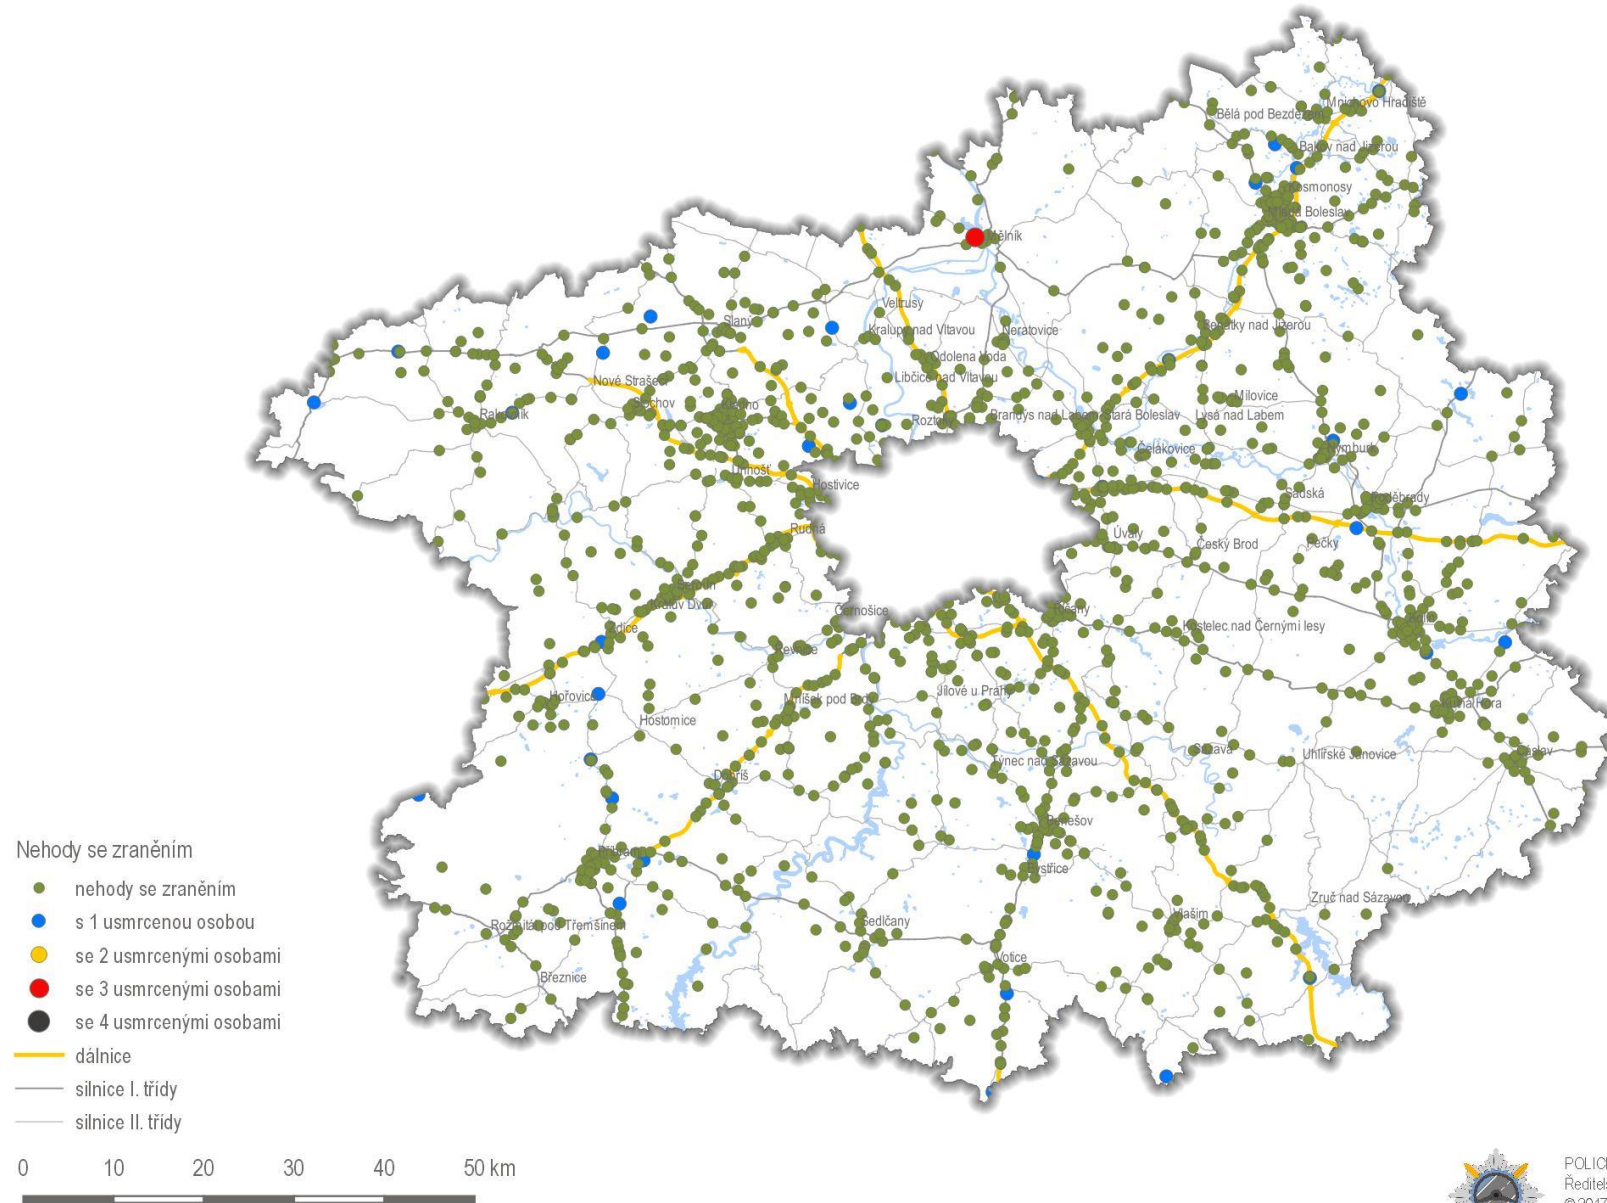 Mnichovo Hradiště
Bělá pod Bezdězem
Bakov nad Jizerou
Kosmonosy
Mladá Boleslav
Mělník
Veltrusy
Slaný
Kralupy nad Vltavou
Neratovice
Benátky nad Jizerou
Odolena Voda
Libčice nad Vltavou
Nové Strašecí
Milovice
Stochov
Kladno
Rakovník
Roztoky
Brandýs nad Labem-Stará Boleslav
Lysá nad Labem
Čelákovice
Nymburk
Unhošť
Hostivice
Sadská
Poděbrady
Rudná
Úvaly
Český Brod
Pečky
Beroun
Králův Dvůr
Černošice
Říčany
Kolín
Zdice
Kostelec nad Černými lesy
Řevnice
Jílové u Prahy
Hořovice
Mníšek pod Brdy
Kutná Hora
Hostomice
Sázava
Uhlířské Janovice
Čáslav
Týnec nad Sázavou
Dobříš
Benešov
Nehody se zraněním
Příbram
Bystřice
nehody se zraněním
Zruč nad Sázavou
s 1 usmrcenou osobou
Rožmitál pod Třemšínem
Sedlčany
Vlašim
se 2 usmrcenými osobami
Votice
Březnice
se 3 usmrcenými osobami
se 4 usmrcenými osobami
dálnice
silnice I. třídy
silnice II. třídy
0 10 20 30 40 50 km
POLICI
Ředitels